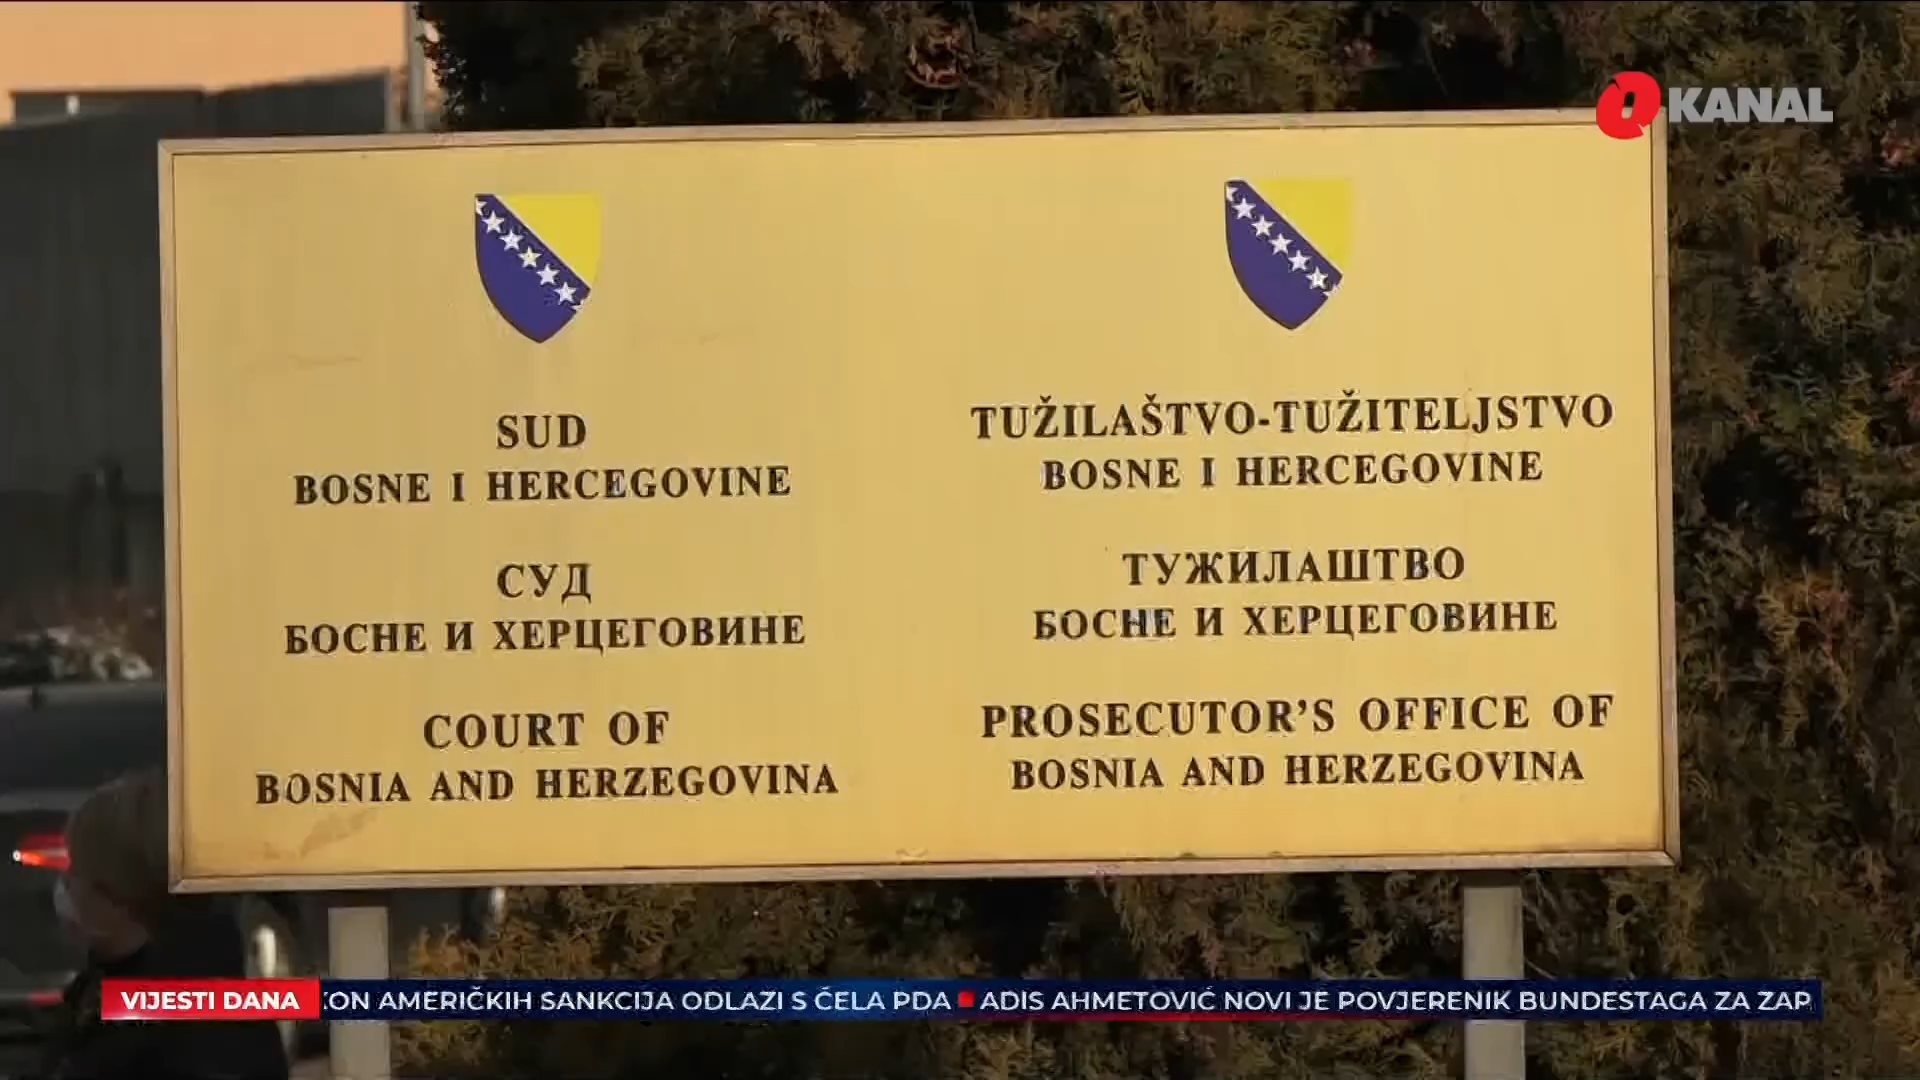 Q KANAL
SUD
BOSNE I HERCEGOVINE
СУД
БОСНЕ И ХЕРЦЕГОВИНЕ
COURT OF
BOSNIA AND HERZEGOVINA
TUŽILAŠTVO-TUŽITELJSTVO
BOSNE I HERCEGOVINE
ТУЖИЛАШТВО
БОСНЕ И ХЕРЦЕГОВИНЕ
PROSECUTOR'S OFFICE OF
BOSNIA AND HERZEGOVINA
VIJESTI DANA KON AMERIČKIH SANKCIJA ODLAZI S ČELA PDA ADIS AHMETOVIĆ NOVI JE POVJERENIK BUNDESTAGA ZA ZAP